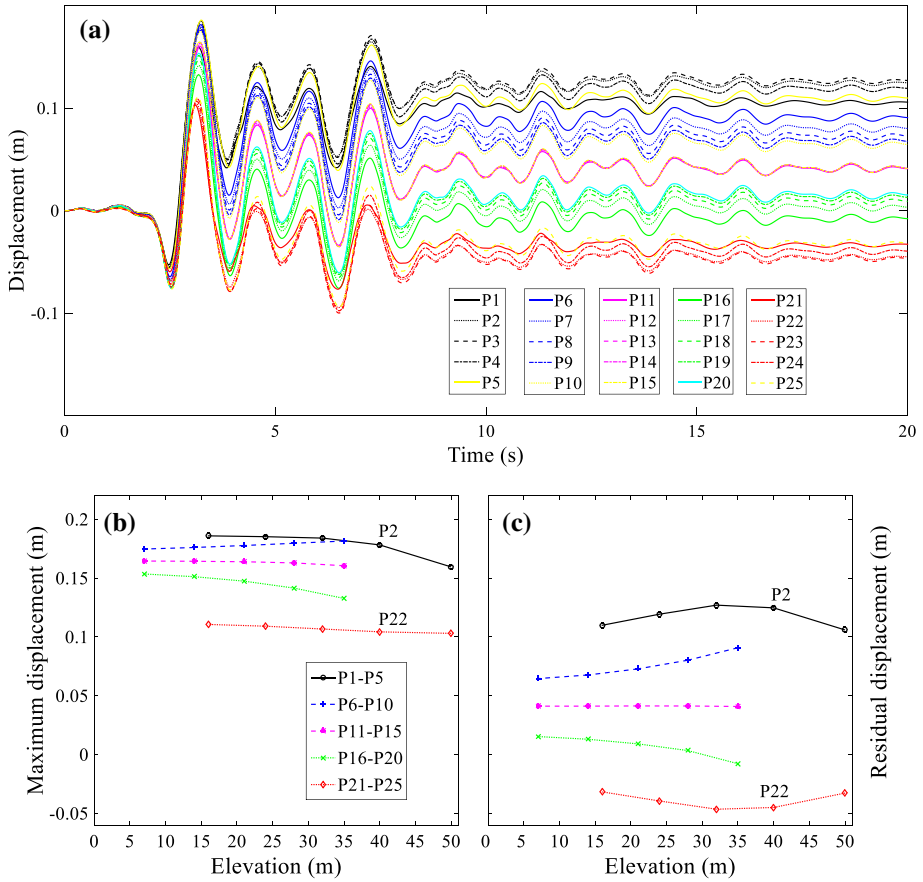 (a)
Displacement (m)
0.1
0
-0.1
P1
P2
P3
P4
P5
P6
P7
P8
P9
P10
P11
P12
P13
P14
P15
P16
P17
P18
P19
P20
P21
P22
P23
P24
P25
0 5 10 15 20
Time (s)
(b)
Maximum displacement (m)
0.2
0.15
0.1
0.05
0
-0.05
P2
P22
P1-P5
P6-P10
P11-P15
P16-P20
P21-P25
0 5 10 15 20 25 30 35 40 45 50
Elevation (m)
(c)
P2
P22
0 5 10 15 20 25 30 35 40 45 50
Elevation (m)
Residual displacement (m)